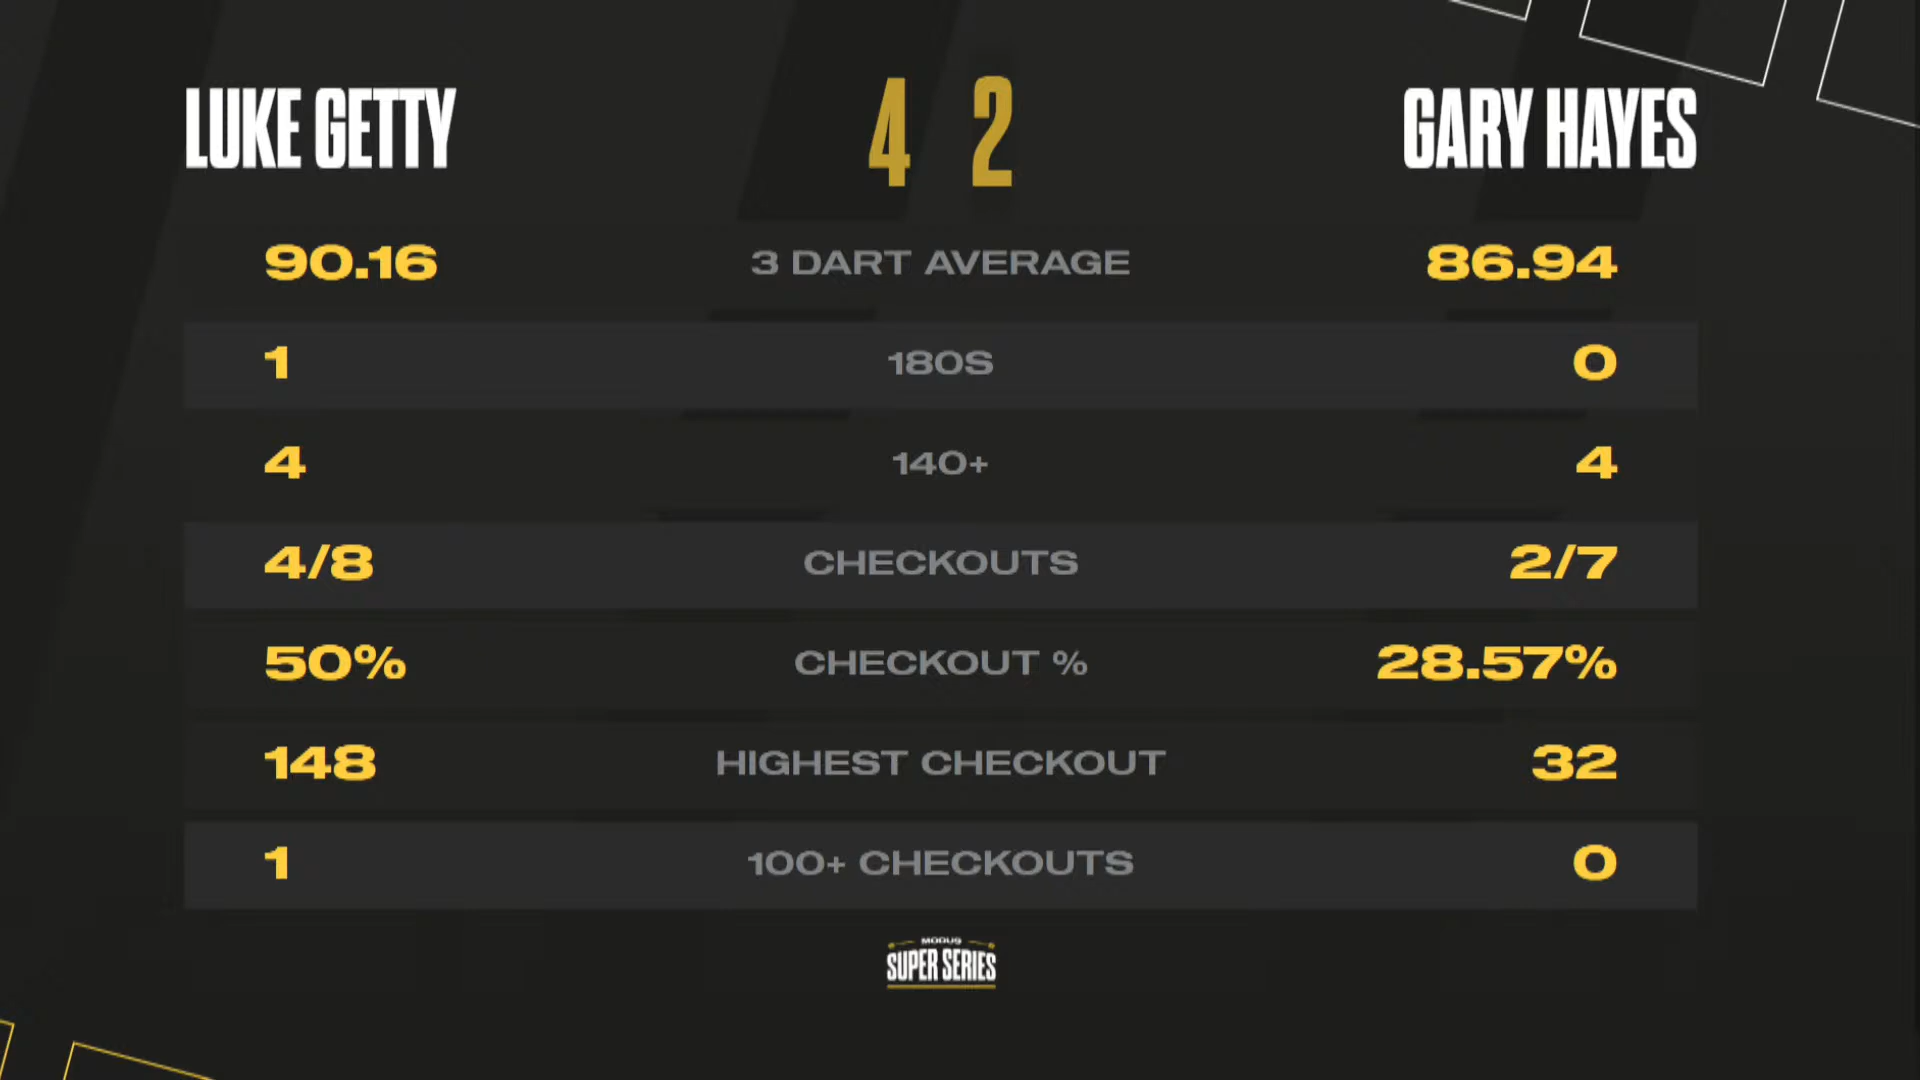 LUKE GETTY 4 2 GARY HAYES
90.16 3 DART AVERAGE 86.94
1 180S 0
4 140+ 4
4/8 CHECKOUTS 2/7
50% CHECKOUT % 28.57%
148 HIGHEST CHECKOUT 32
1 100+ CHECKOUTS 0
MODUS
SUPER SERIES